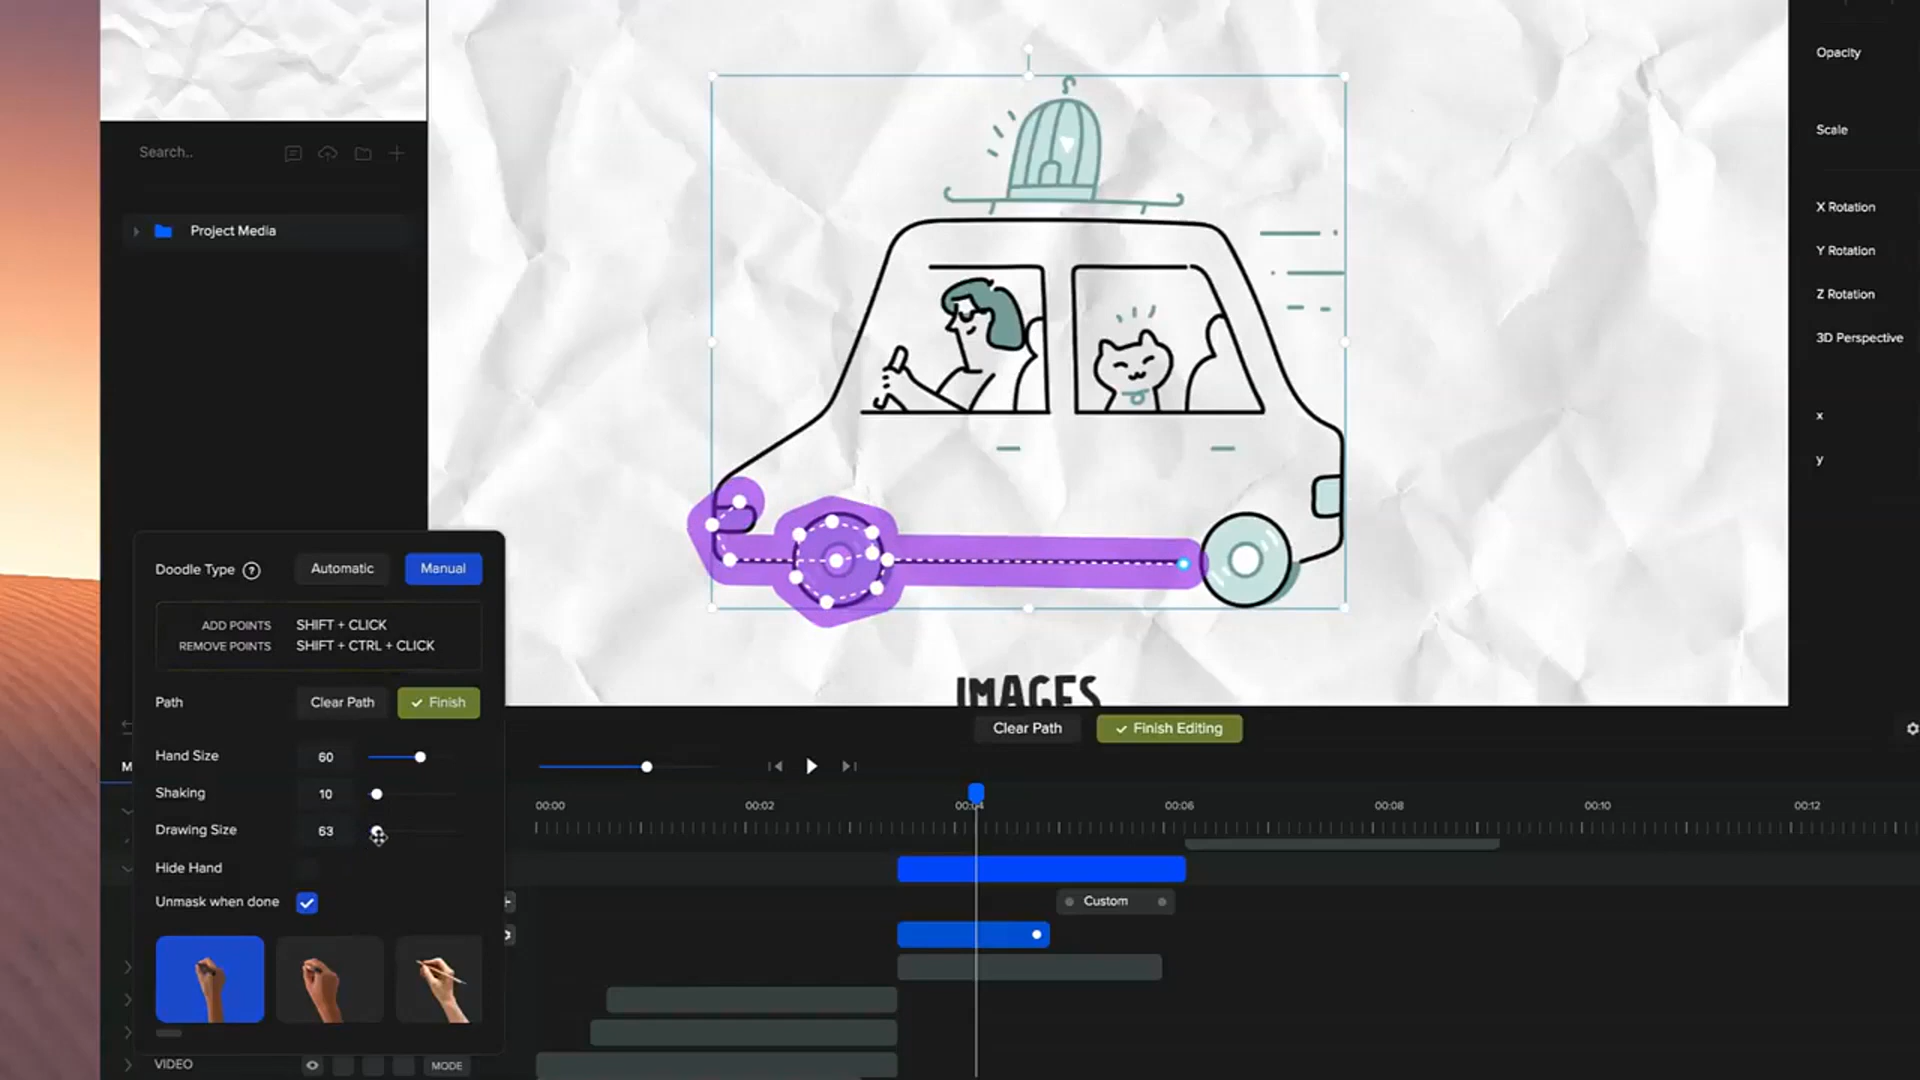 Opacity
Search..
Scale
X Rotation
Project Media
Y Rotation
Z Rotation
3D Perspective
x
y
Doodle Type ?
Automatic
Manual
ADD POINTS SHIFT + CLICK
REMOVE POINTS SHIFT + CTRL + CLICK
IMAGES
Path
Clear Path
Finish
Clear Path
Finish Editing
Hand Size 60
M
Shaking 10
00:00 00:02 00:04 00:06 00:08 00:10 00:12
Drawing Size 63
Hide Hand
Unmask when done
Custom
VIDEO
MODE